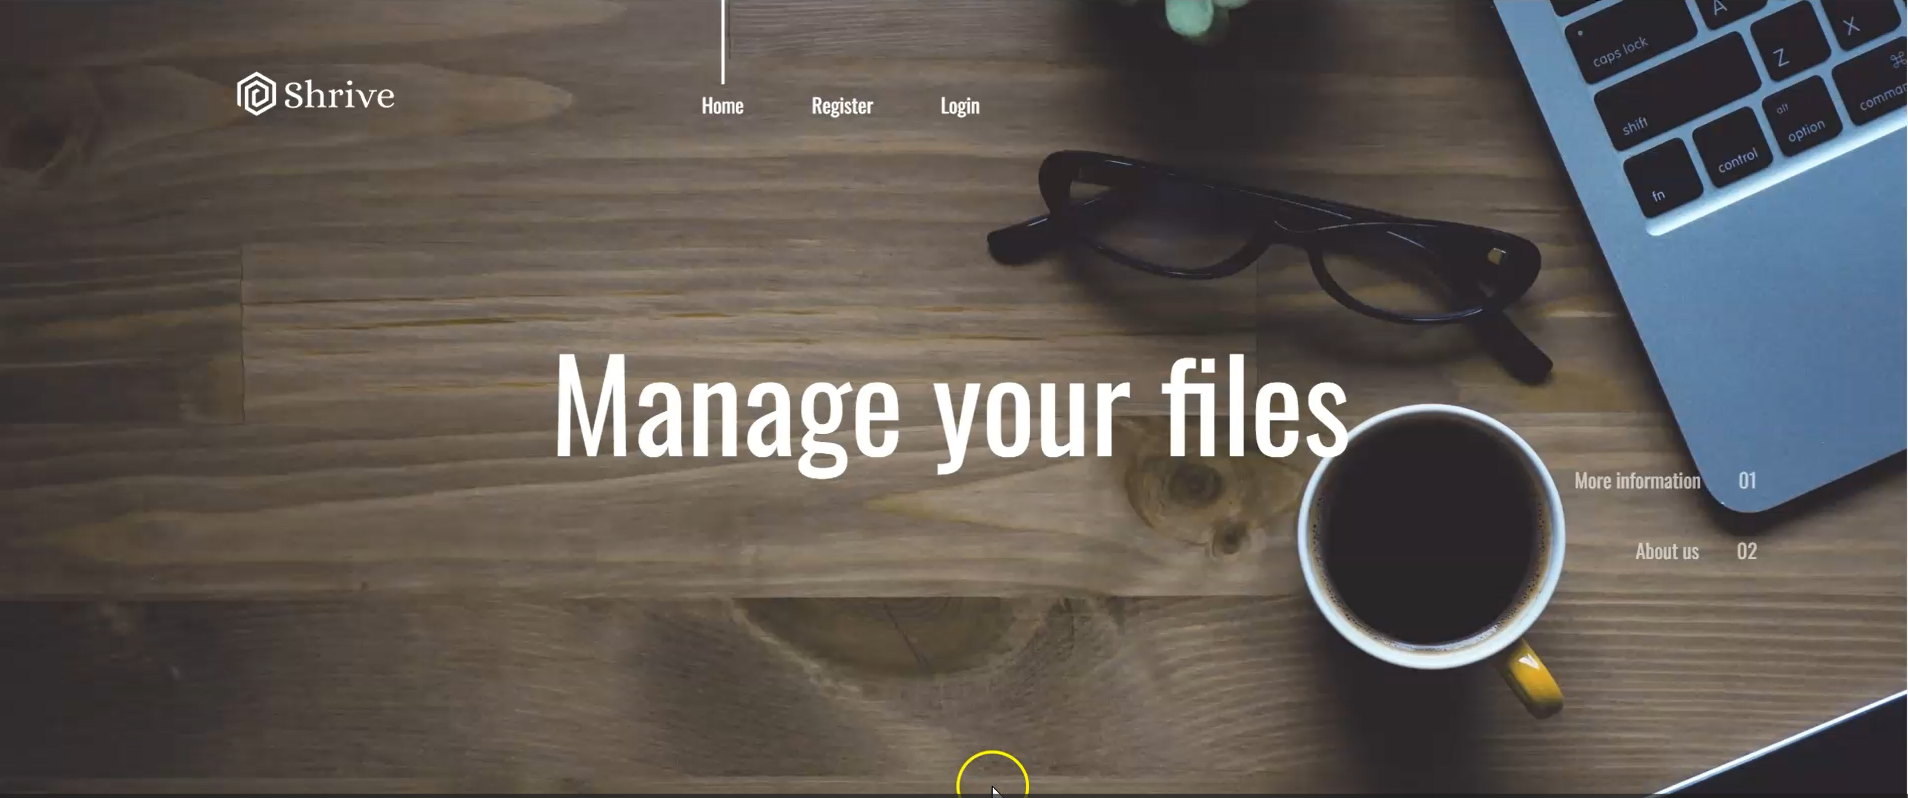 Shrive
Home Register Login
Manage your files
More information 01
About us 02
A
caps lock
Z
X
shift
alt
option
control
fn